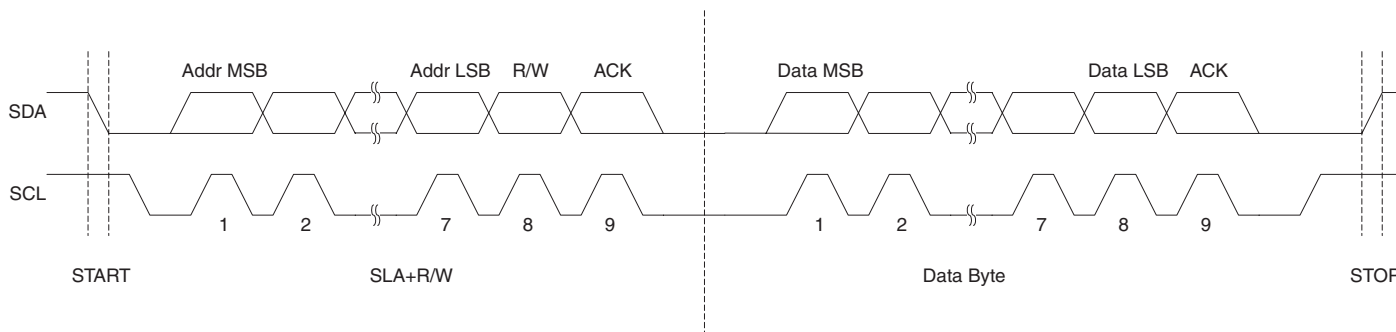 Addr MSB Addr LSB R/W ACK Data MSB Data LSB ACK
SDA
SCL
1 2 7 8 9 1 2 7 8 9
START SLA+R/W Data Byte STOP